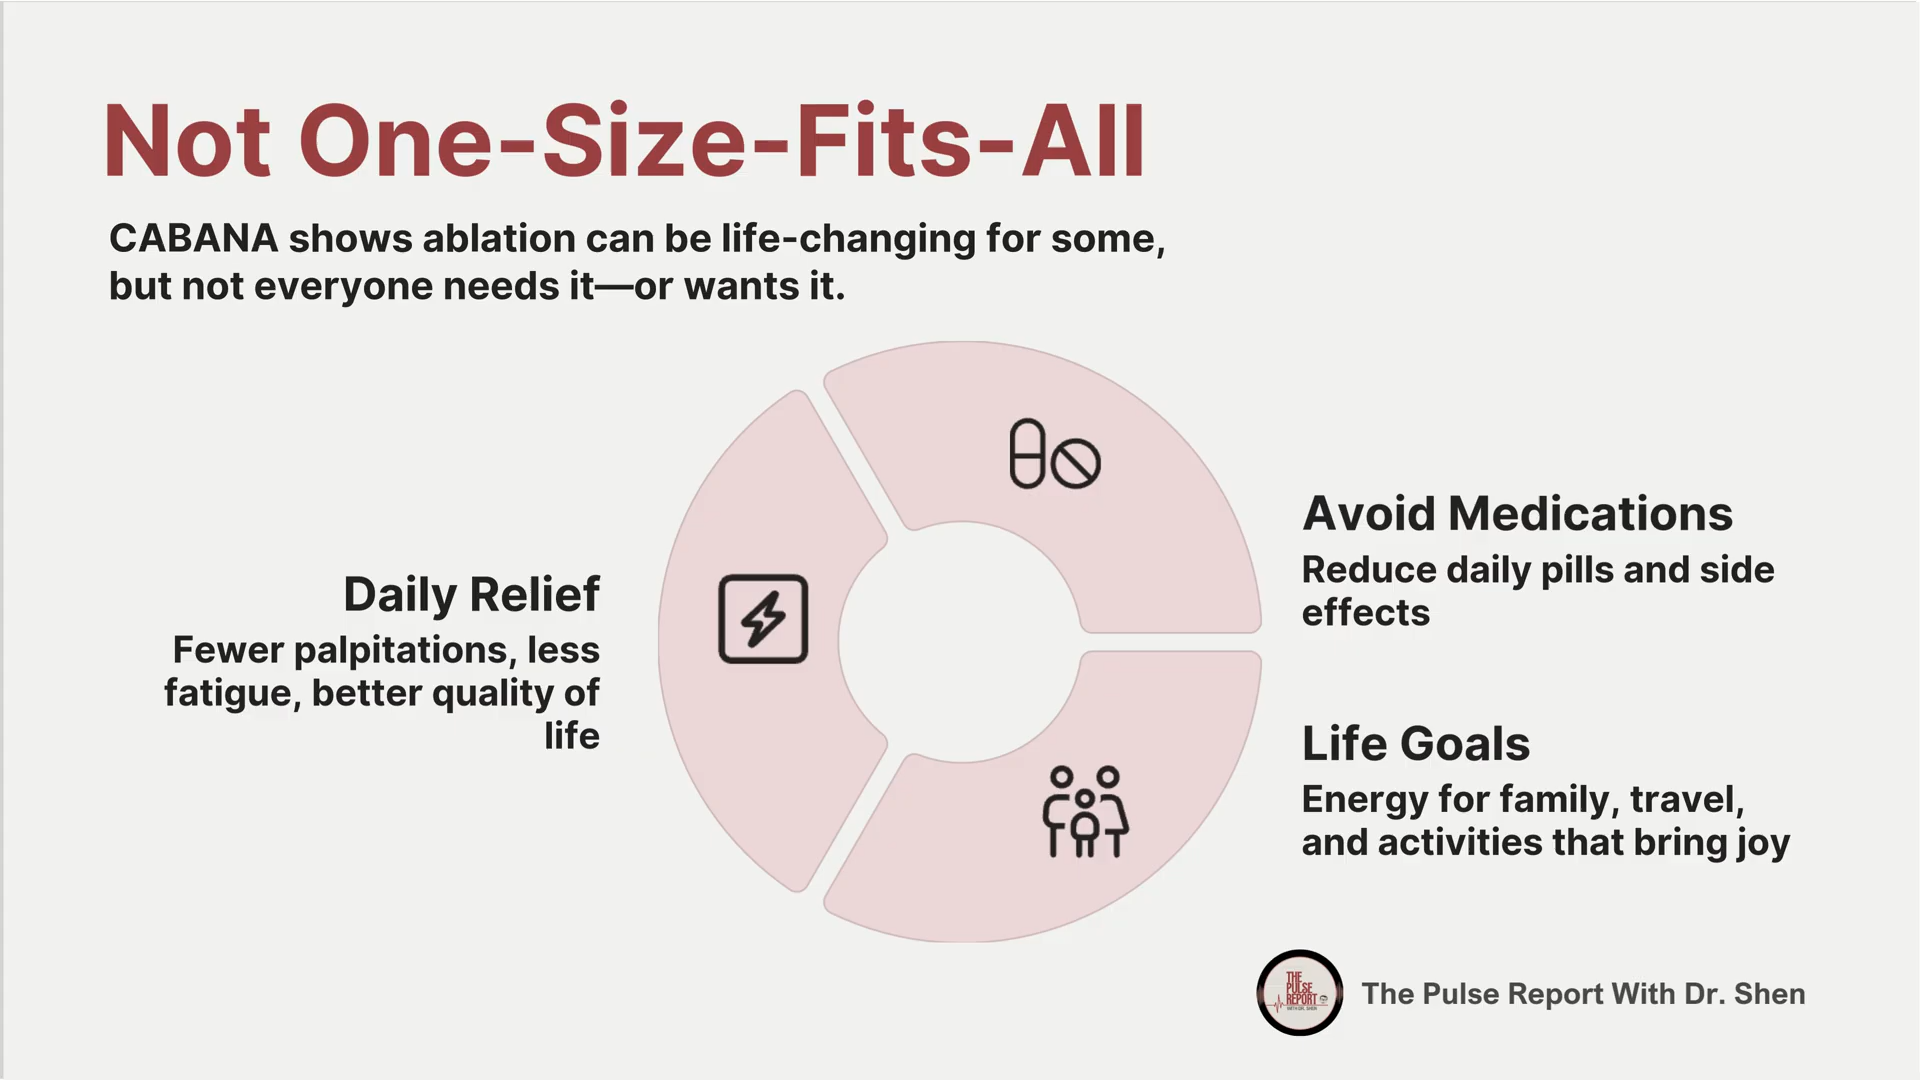 Not One-Size-Fits-All
CABANA shows ablation can be life-changing for some,
but not everyone needs it—or wants it.
Daily Relief
Fewer palpitations, less
fatigue, better quality of
life
Avoid Medications
Reduce daily pills and side
effects
Life Goals
Energy for family, travel,
and activities that bring joy
THE
PULSE
REPORT
WITH DR. SHEN
The Pulse Report With Dr. Shen